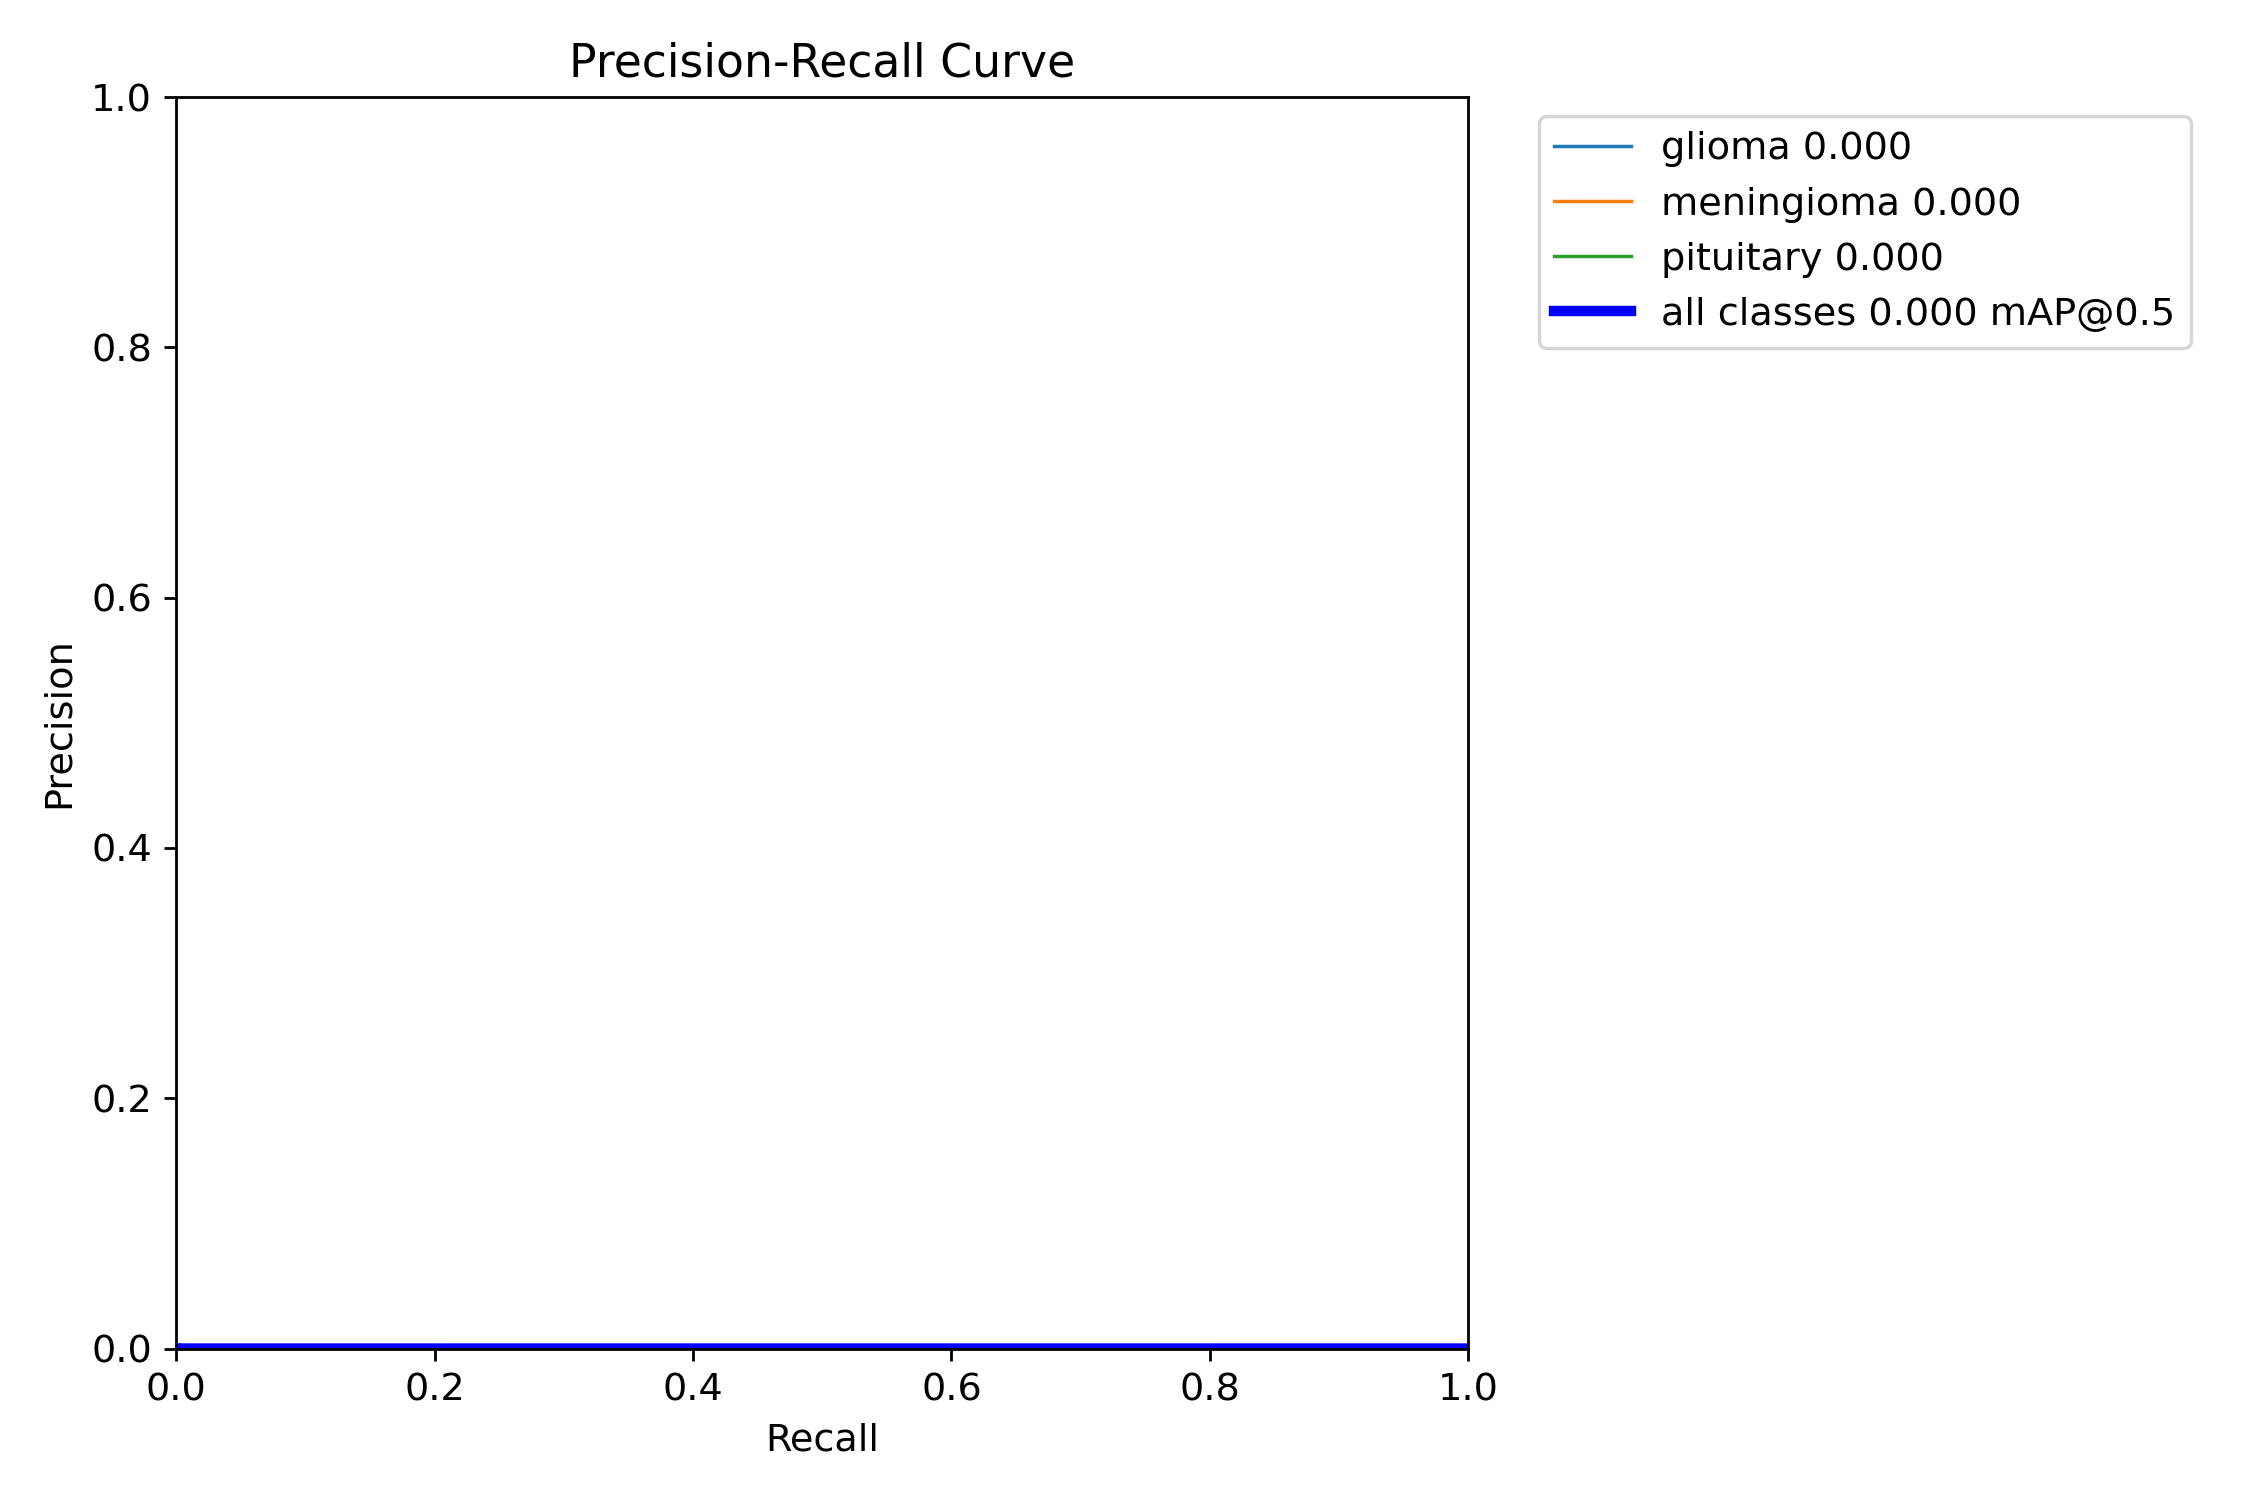 Precision-Recall Curve
1.0
0.8
0.6
0.4
0.2
0.0
Precision
0.0 0.2 0.4 0.6 0.8 1.0
Recall
glioma 0.000
meningioma 0.000
pituitary 0.000
all classes 0.000 mAP@0.5